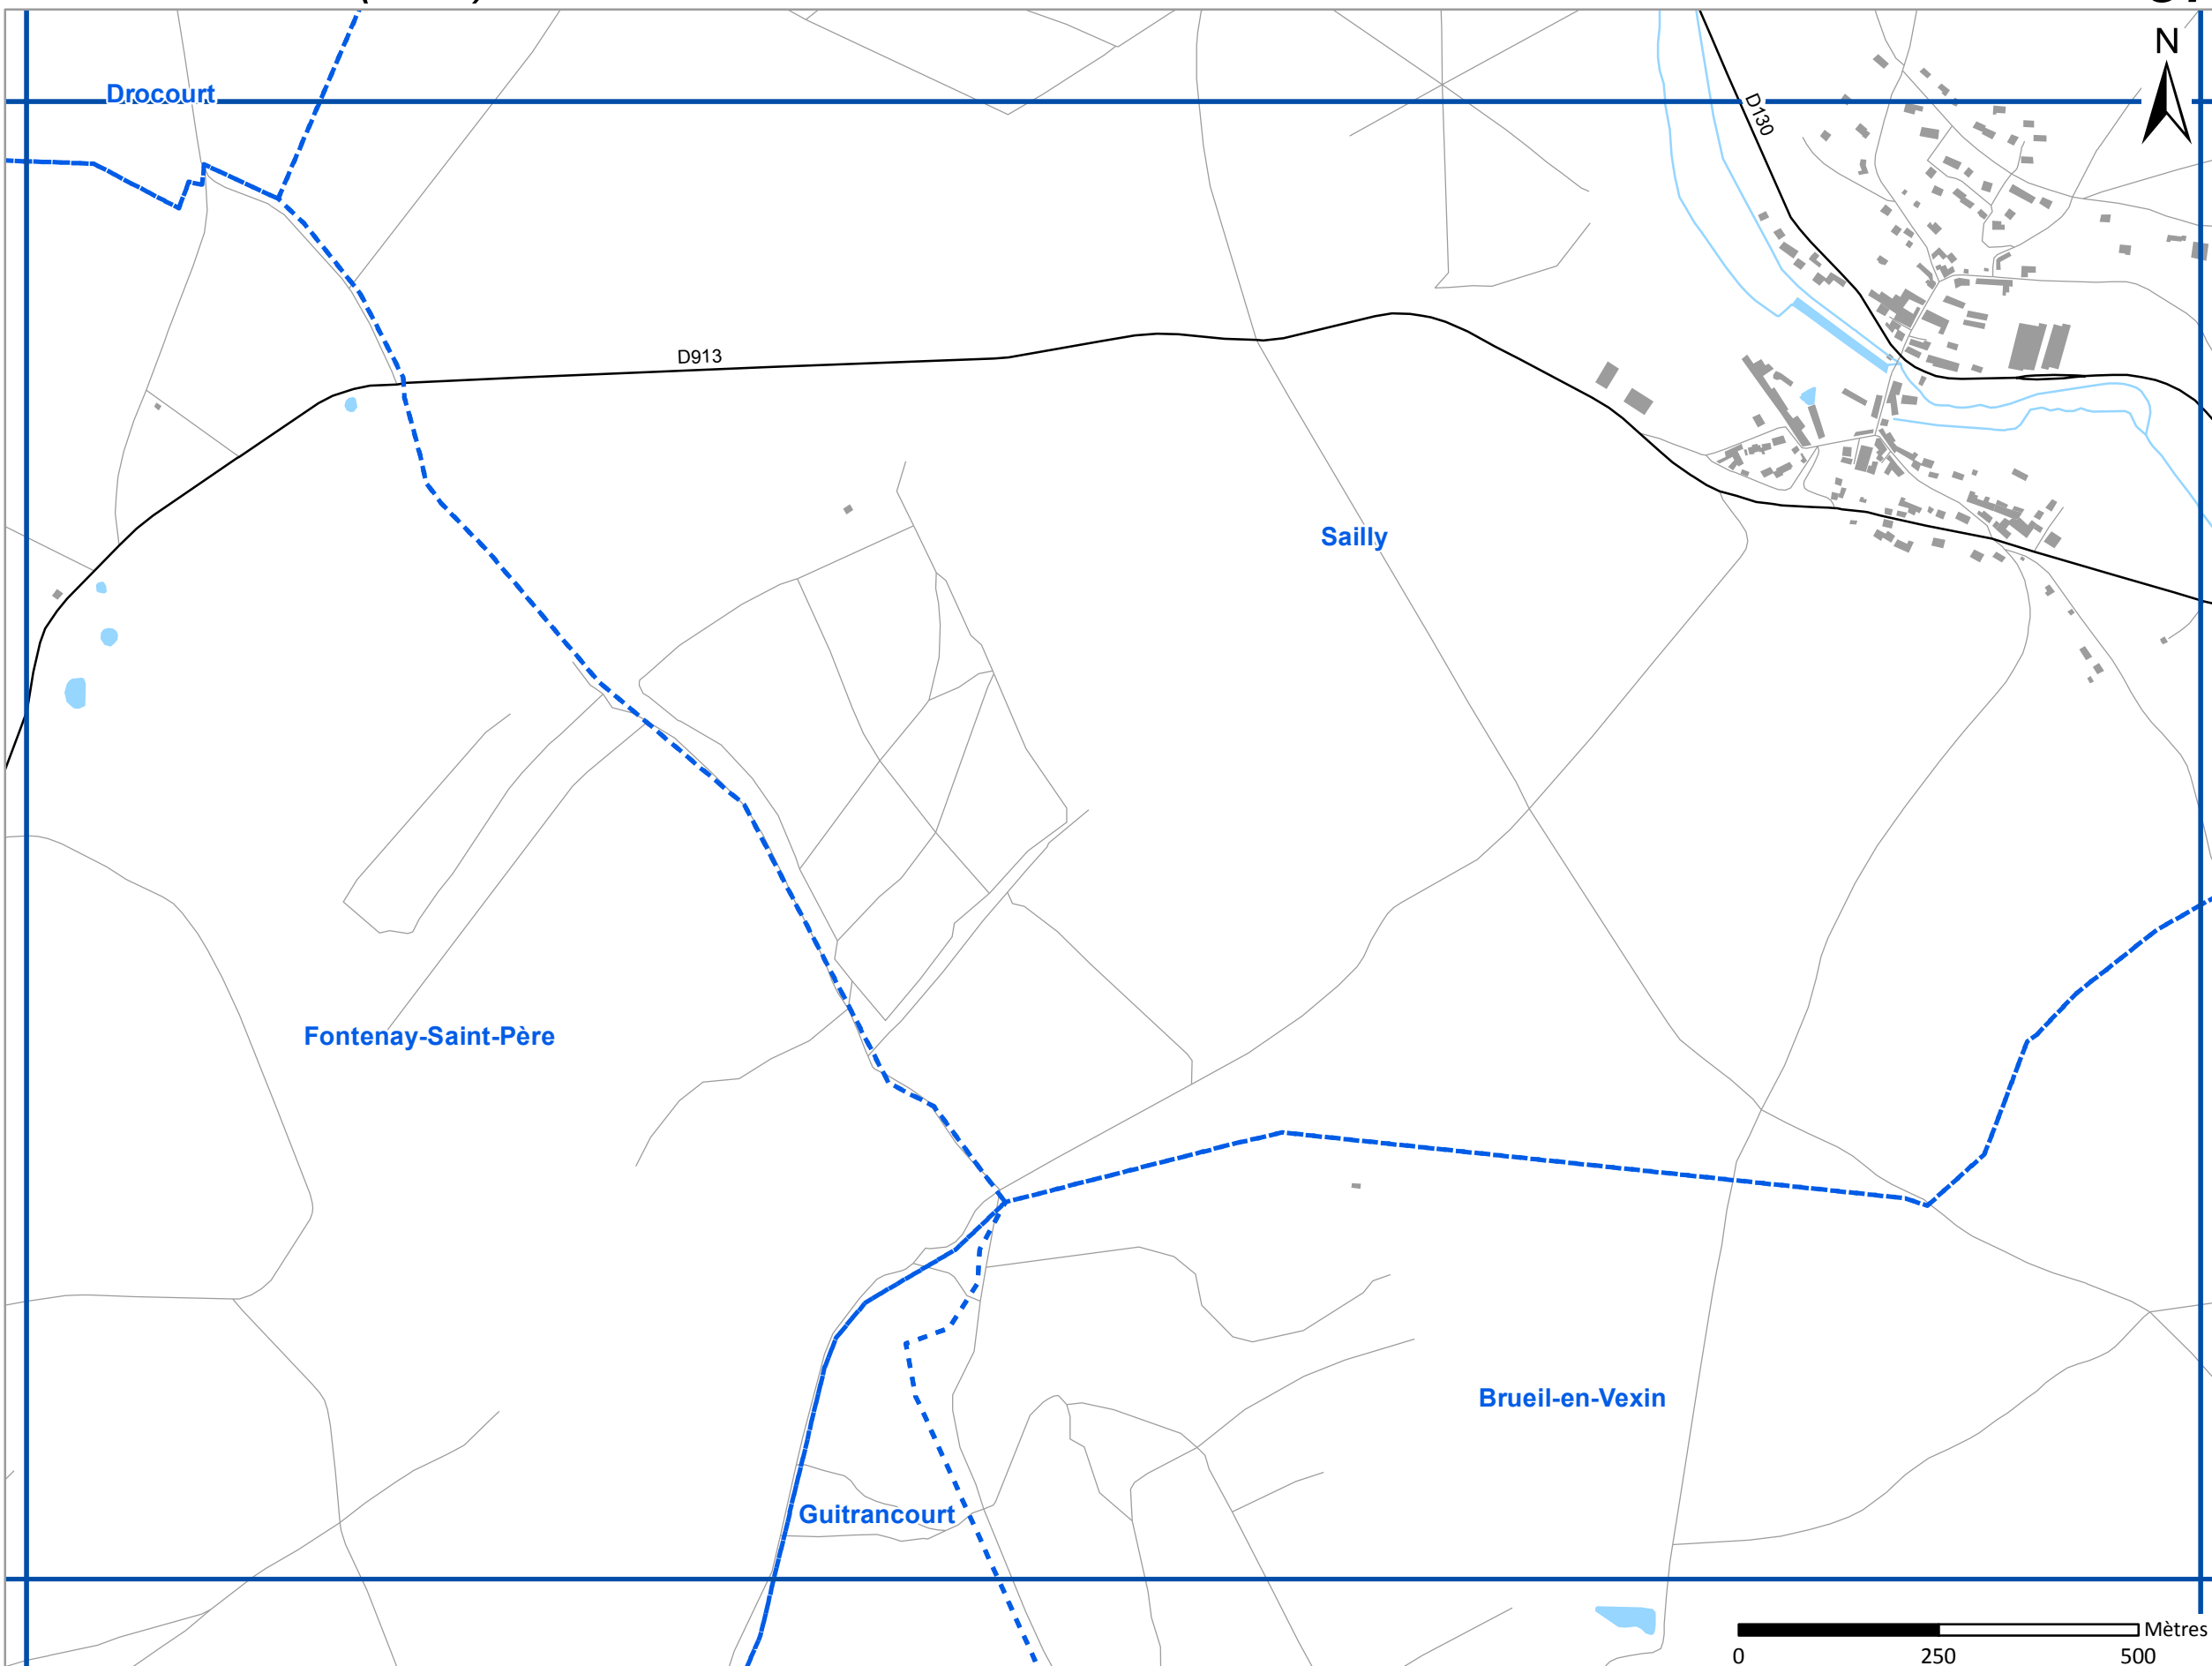 N
Drocourt
D130
D913
Sailly
Fontenay-Saint-Père
Brueil-en-Vexin
Guitrancourt
Mètres
0 250 500